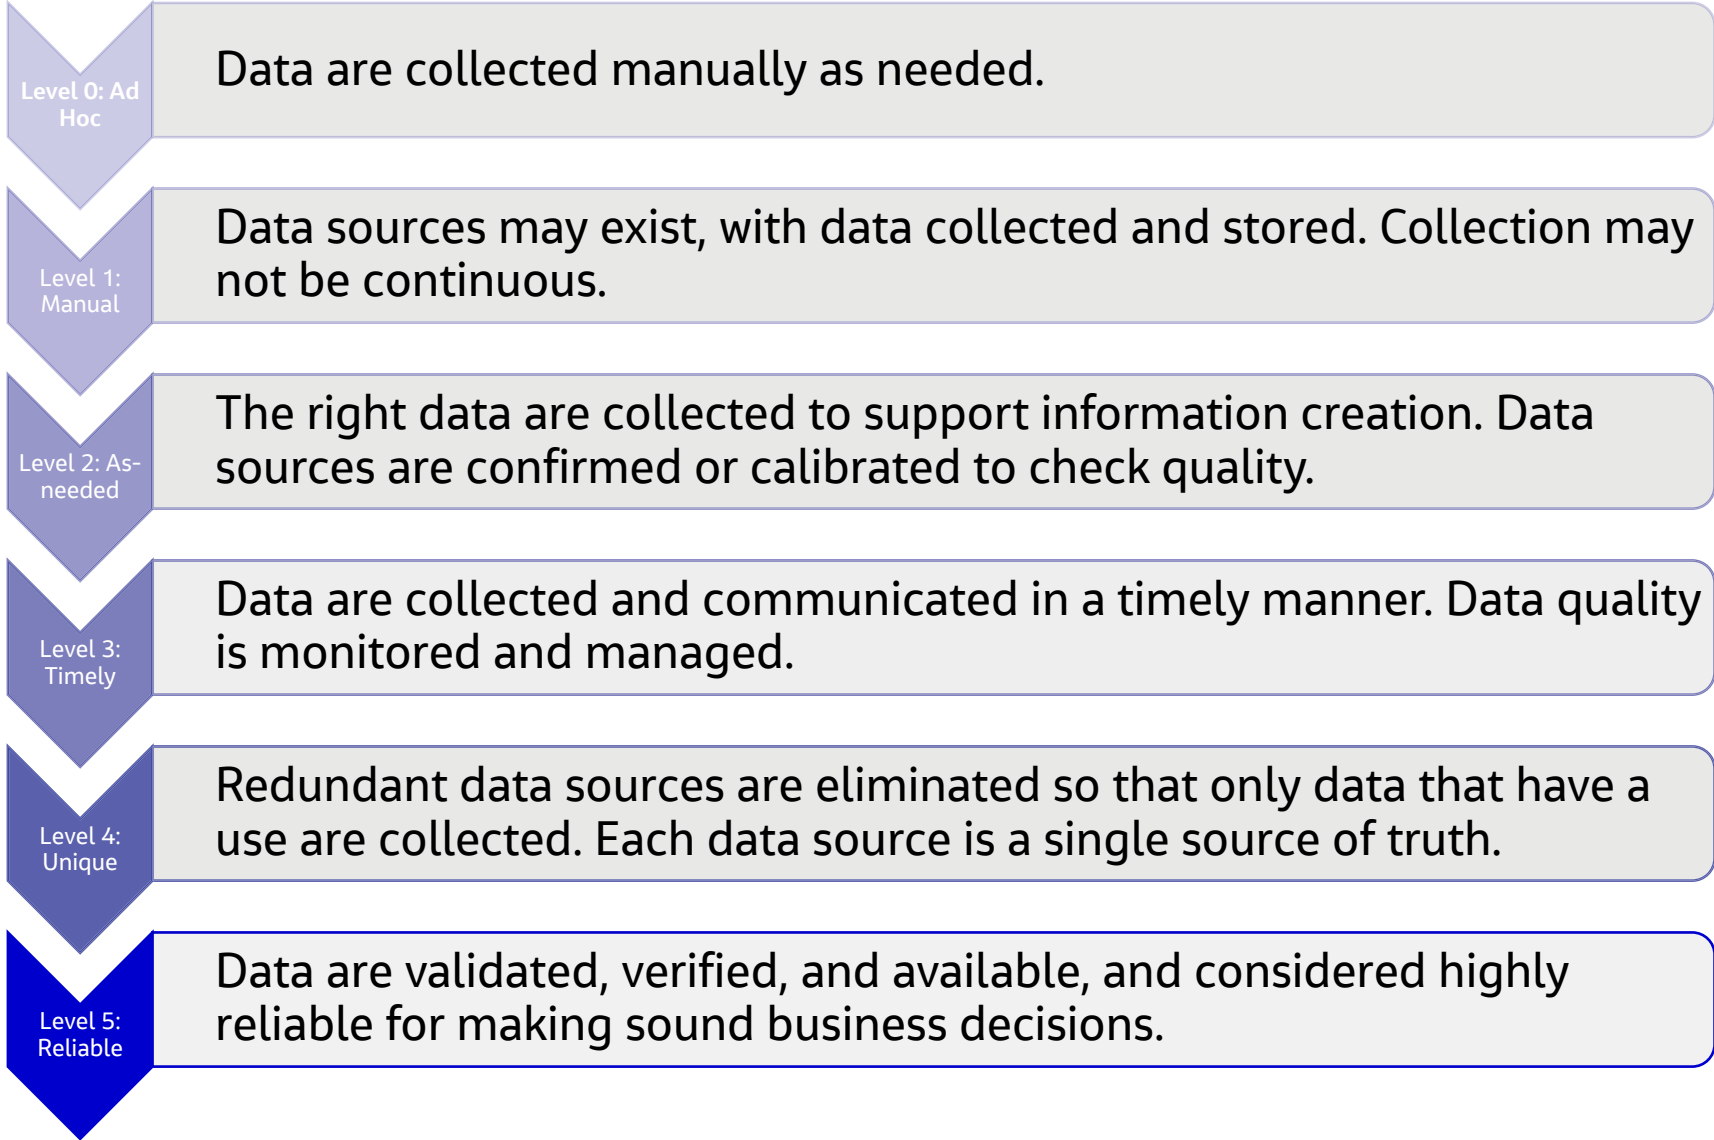 Level 0: Ad
Hoc
Data are collected manually as needed.
Level 1:
Manual
Data sources may exist, with data collected and stored. Collection may
not be continuous.
Level 2: As-
needed
The right data are collected to support information creation. Data
sources are confirmed or calibrated to check quality.
Level 3:
Timely
Data are collected and communicated in a timely manner. Data quality
is monitored and managed.
Level 4:
Unique
Redundant data sources are eliminated so that only data that have a
use are collected. Each data source is a single source of truth.
Level 5:
Reliable
Data are validated, verified, and available, and considered highly
reliable for making sound business decisions.